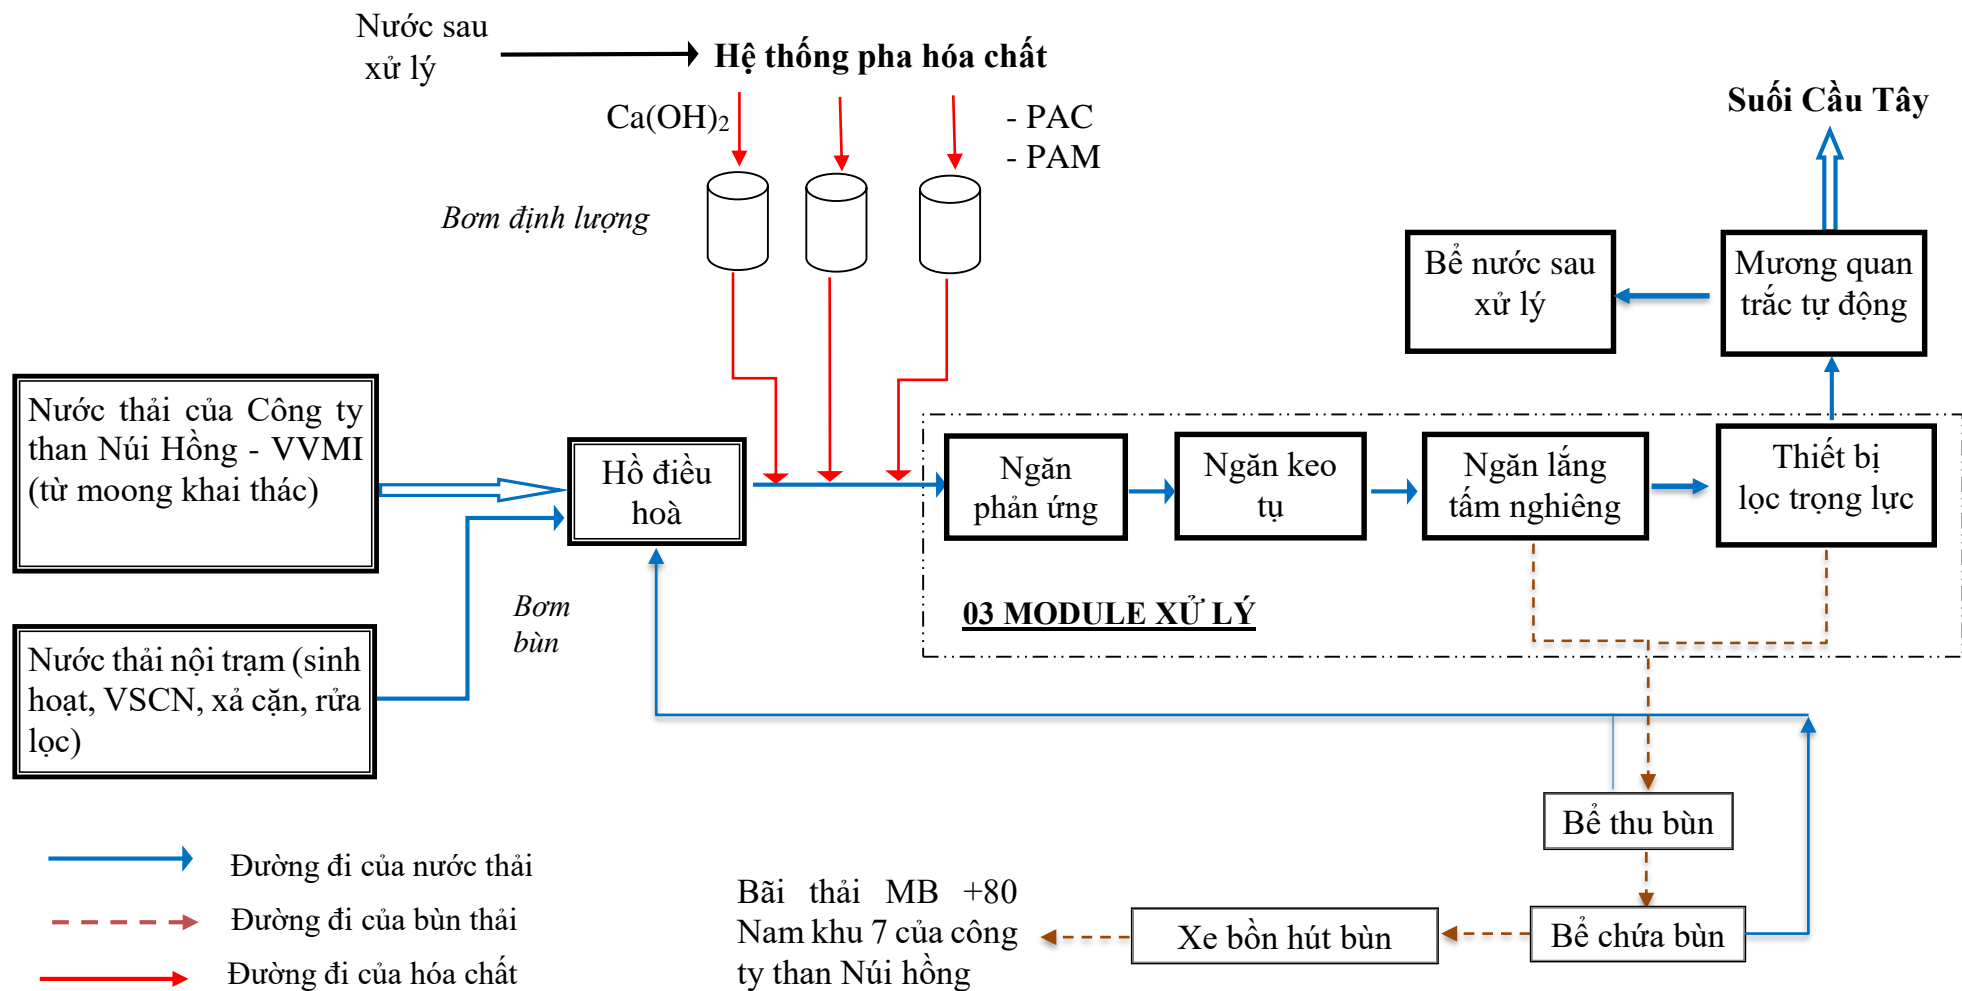 Nước sau
xử lý
Hệ thống pha hóa chất
Ca(OH)₂
- PAC
- PAM
Suối Cầu Tây
Bơm định lượng
Bể nước sau
xử lý
Mương quan
trắc tự động
Nước thải của Công ty
than Núi Hồng - VVMI
(từ moong khai thác)
Hồ điều
hoà
Ngăn
phản ứng
Ngăn keo
tụ
Ngăn lắng
tấm nghiêng
Thiết bị
lọc trọng lực
03 MODULE XỬ LÝ
Bơm
bùn
Nước thải nội trạm (sinh
hoạt, VSCN, xả cặn, rửa
lọc)
Bể thu bùn
Đường đi của nước thải
Đường đi của bùn thải
Đường đi của hóa chất
Bãi thải MB +80
Nam khu 7 của công
ty than Núi hồng
Xe bồn hút bùn
Bể chứa bùn